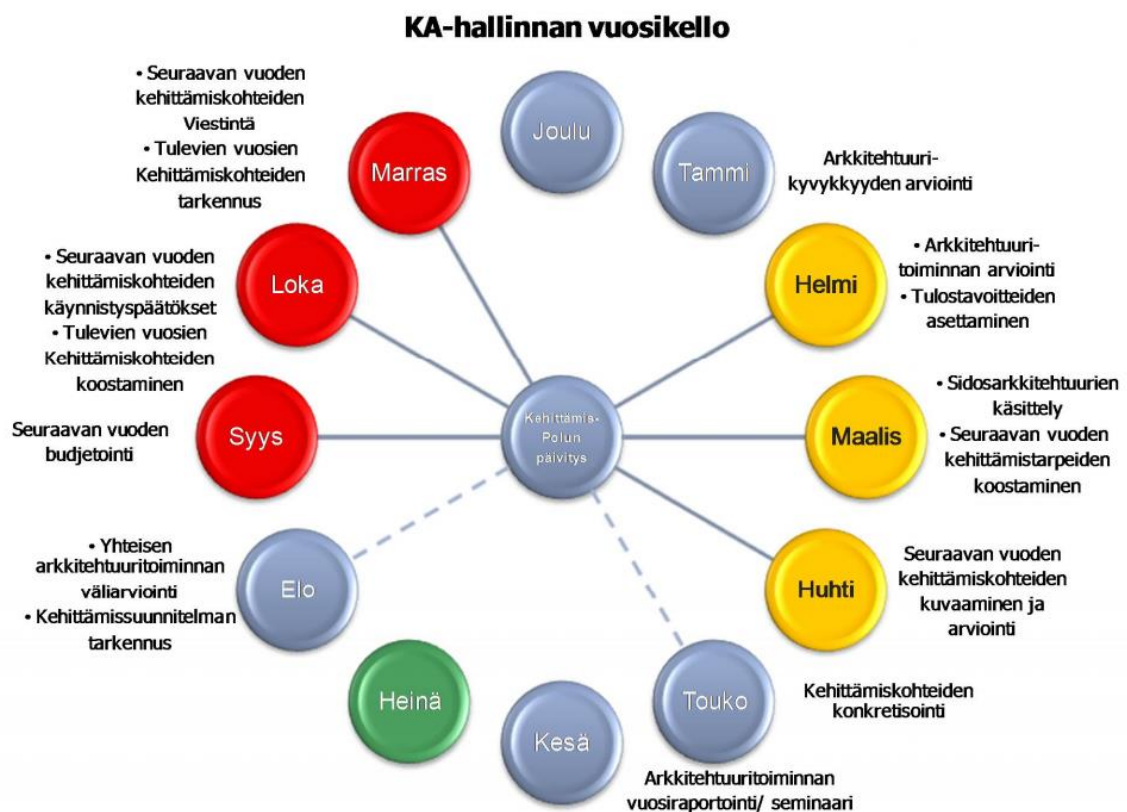 KA-hallinnan vuosikello
Joulu
Tammi
Arkkitehtuuri-
kyvykkyyden arviointi
Helmi
• Arkkitehtuuri-
toiminnan arviointi
• Tulostavoitteiden
asettaminen
Maalis
• Sidosarkkitehtuurien
käsittely
• Seuraavan vuoden
kehittämistarpeiden
koostaminen
Huhti
Seuraavan vuoden
kehittämiskohteiden
kuvaaminen ja
arviointi
Touko
Kehittämiskohteiden
konkretisointi
Kesä
Arkkitehtuuritoiminnan
vuosiraportointi/ seminaari
Heinä
Elo
• Yhteisen
arkkitehtuuritoiminnan
väliarviointi
• Kehittämissuunnitelman
tarkennus
Syys
Seuraavan vuoden
budjetointi
Loka
• Seuraavan vuoden
kehittämiskohteiden
käynnistyspäätökset
• Tulevien vuosien
Kehittämiskohteiden
koostaminen
Marras
• Seuraavan vuoden
kehittämiskohteiden
Viestintä
• Tulevien vuosien
Kehittämiskohteiden
tarkennus
Kehittämis-
Polun
päivitys